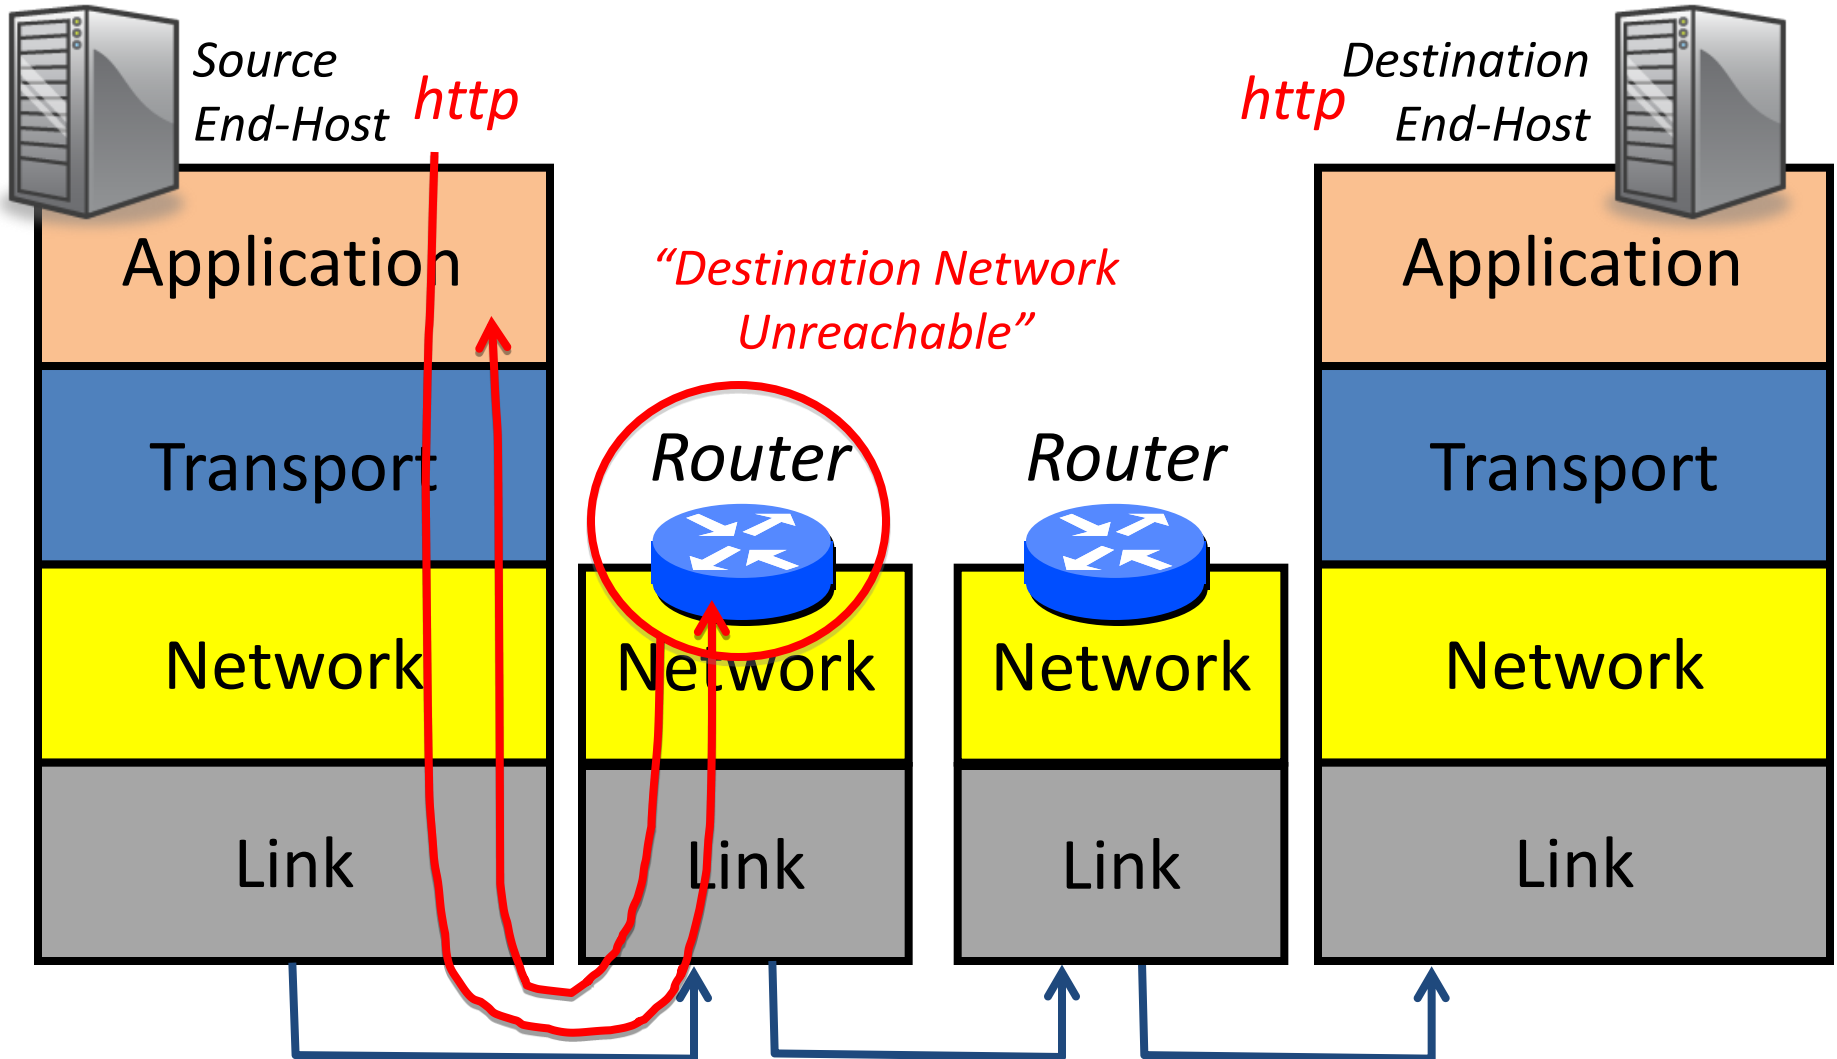 Source
End-Host
http
http
Destination
End-Host
Application
Transport
Network
Link
“Destination Network
Unreachable”
Router
Network
Link
Router
Network
Link
Application
Transport
Network
Link